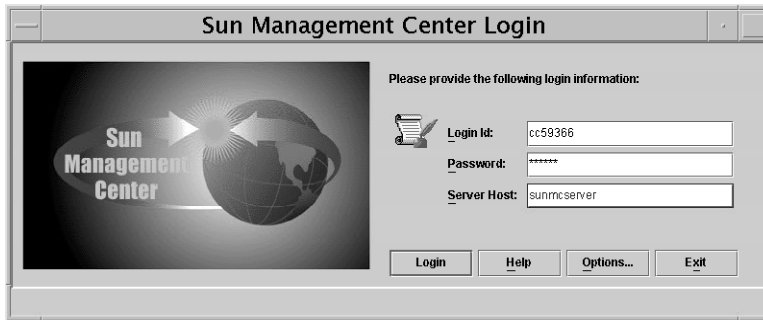 Sun Management Center Login
Sun
Management
Center
Please provide the following login information:
Login Id: cc59366
Password: ******
Server Host: sunmcserver
Login Help Options... Exit